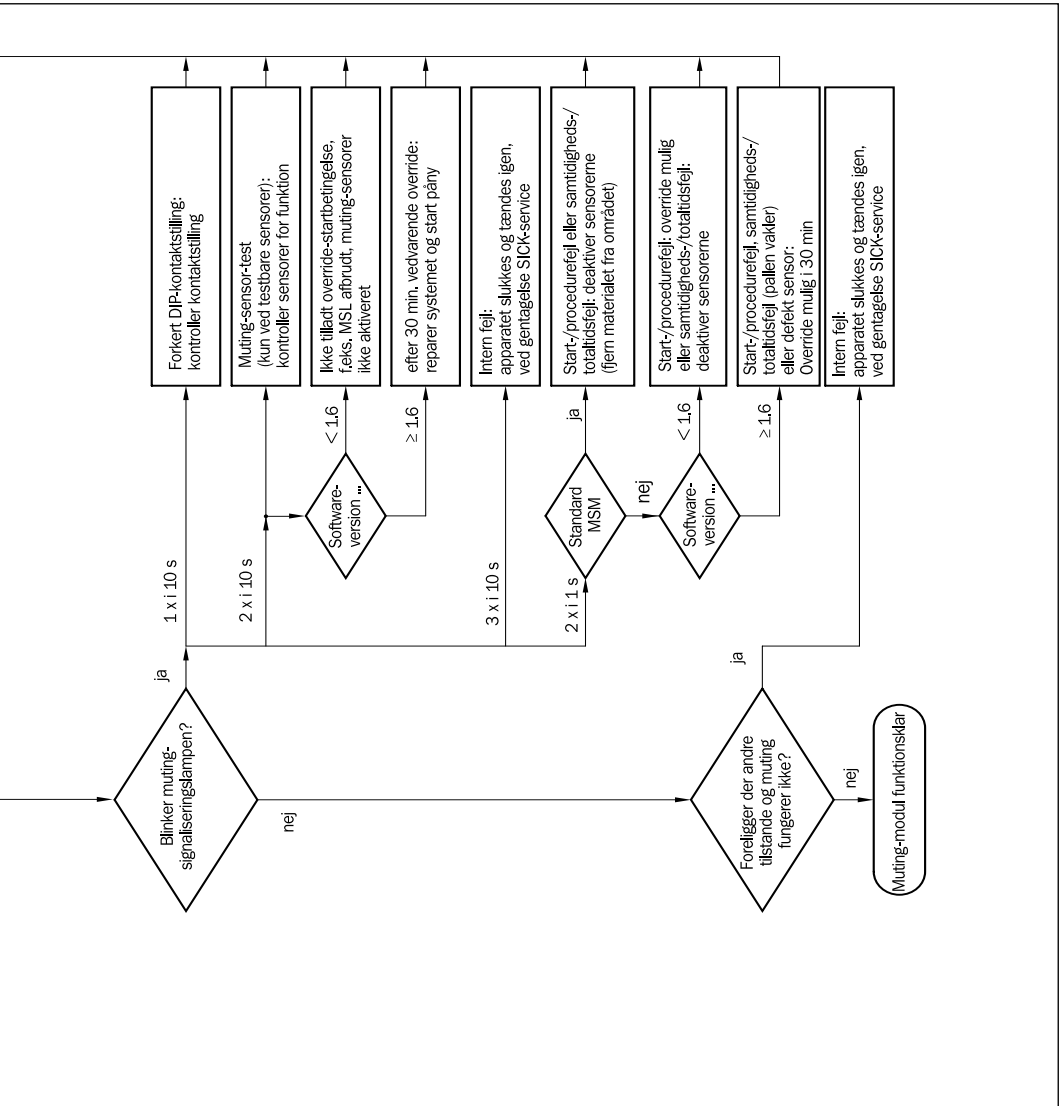 Blinker muting-
signaliseringslampen?
ja
nej
1 x i 10 s
Forkert DIP-kontaktstilling:
kontroller kontaktstilling
2 x i 10 s
Muting-sensor-test
(kun ved testbare sensorer):
kontroller sensorer for funktion
Software-
version ...
< 1.6
Ikke tilladt override-startbetingelse,
f.eks. MSL afbrudt, muting-sensorer
ikke aktiveret
≥ 1.6
efter 30 min. vedvarende override:
reparer systemet og start påny
3 x i 10 s
Intern fejl:
apparatet slukkes og tændes igen,
ved gentagelse SICK-service
2 x i 1 s
Standard
MSM
ja
Start-/procedurefejl eller samtidigheds-/
totaltidsfejl: deaktiver sensorerne
(fjern materialet fra området)
nej
Software-
version ...
< 1.6
Start-/procedurefejl: override mulig
eller samtidigheds-/totaltidsfejl:
deaktiver sensorerne
≥ 1.6
Start-/procedurefejl, samtidigheds-/
totaltidsfejl (pallen vakler)
eller defekt sensor:
Override mulig i 30 min
Foreligger der andre
tilstande og muting
fungerer ikke?
ja
Intern fejl:
apparatet slukkes og tændes igen,
ved gentagelse SICK-service
nej
Muting-modul funktionsklar